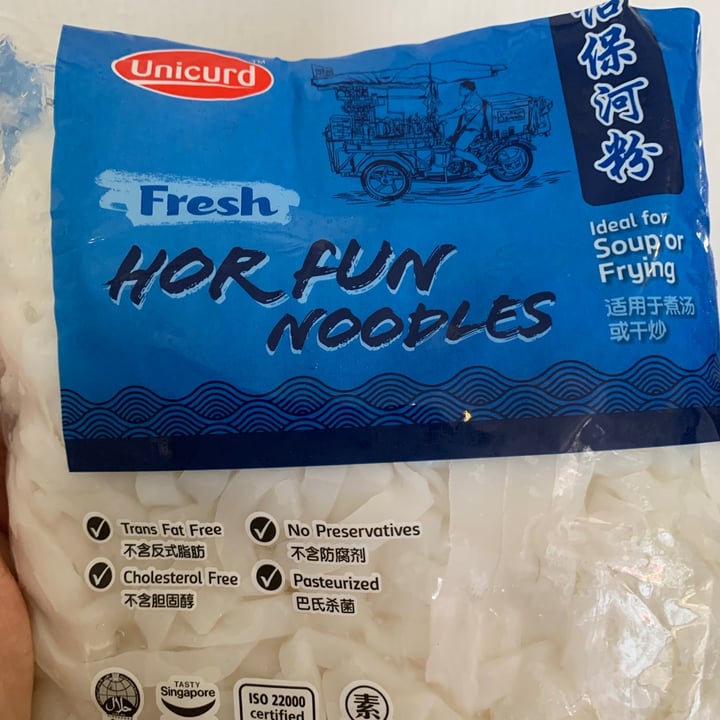 Unicurd
TM
怡保河粉
Fresh
HOR FUN
NOODLES
Ideal for
Soup or
Frying
适用于煮汤
或干炒
Trans Fat Free
不含反式脂肪
No Preservatives
不含防腐剂
Cholesterol Free
不含胆固醇
Pasteurized
巴氏杀菌
حلال
TASTY
Singapore
ISO 22000
certified
素